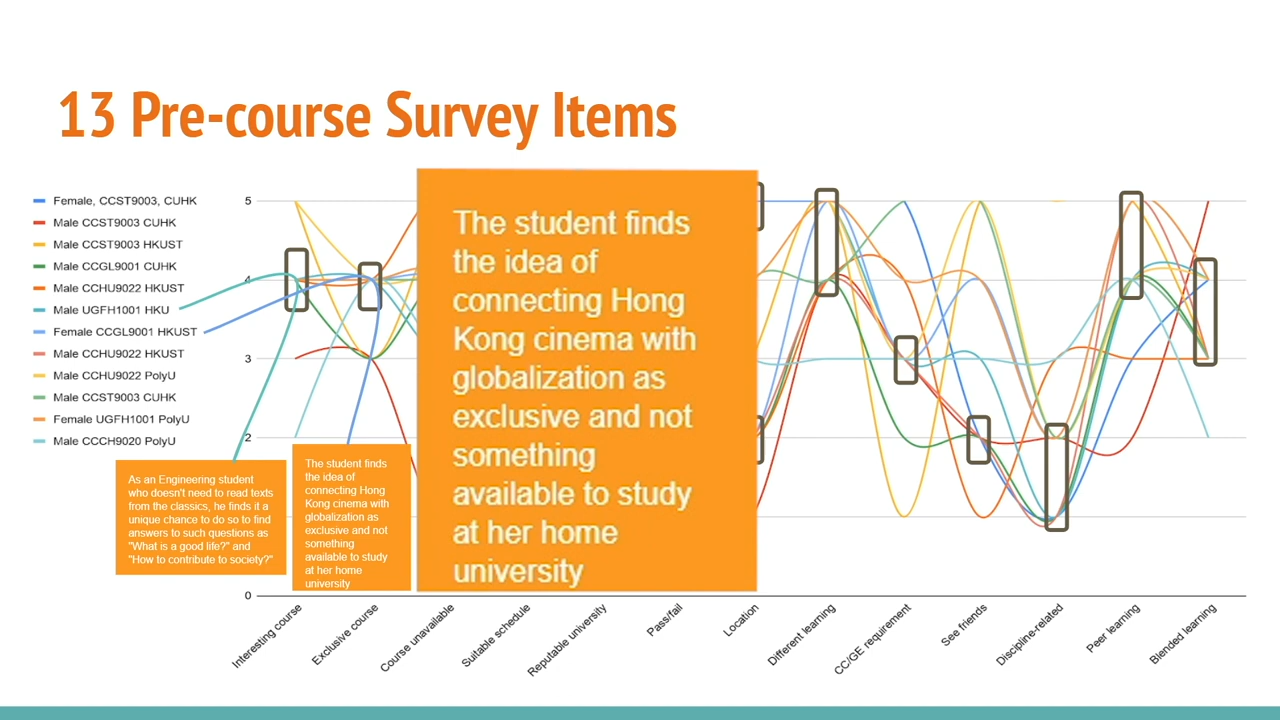 13 Pre-course Survey Items
Female, CCST9003, CUHK
Male CCST9003 CUHK
Male CCST9003 HKUST
Male CCGL9001 CUHK
Male CCHU9022 HKUST
Male UGFH1001 HKU
Female CCGL9001 HKUST
Male CCHU9022 HKUST
Male CCHU9022 PolyU
Male CCST9003 CUHK
Female UGFH1001 PolyU
Male CCCH9020 PolyU
5
4
3
2
0
As an Engineering student
who doesn't need to read texts
from the classics, he finds it a
unique chance to do so to find
answers to such questions as
"What is a good life?" and
"How to contribute to society?"
The student finds
the idea of
connecting Hong
Kong cinema with
globalization as
exclusive and not
something
available to study
at her home
university
The student finds
the idea of
connecting Hong
Kong cinema with
globalization as
exclusive and not
something
available to study
at her home
university
Interesting course
Exclusive course
Course unavailable
Suitable schedule
Reputable university
Pass/fail
Location
Different learning
CC/GE requirement
See friends
Discipline-related
Peer learning
Blended learning